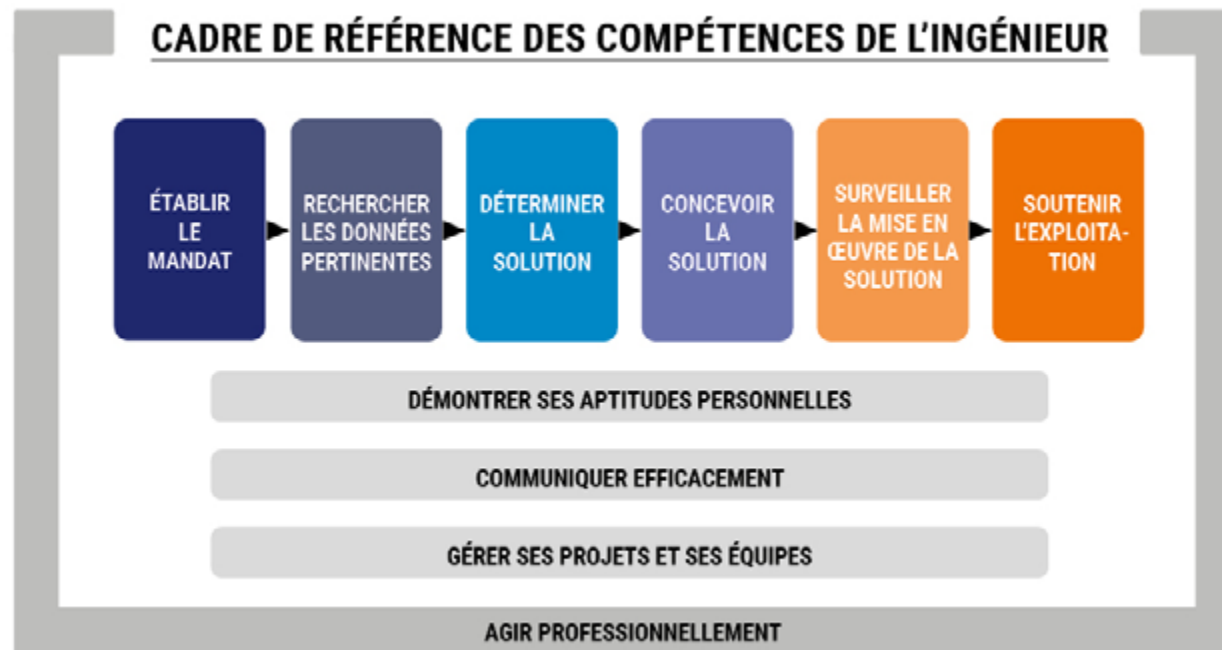 CADRE DE RÉFÉRENCE DES COMPÉTENCES DE L'INGÉNIEUR
ÉTABLIR
LE
MANDAT
RECHERCHER
LES DONNÉES
PERTINENTES
DÉTERMINER
LA
SOLUTION
CONCEVOIR
LA
SOLUTION
SURVEILLER
LA MISE EN
ŒUVRE DE LA
SOLUTION
SOUTENIR
L'EXPLOITA-
TION
DÉMONTRER SES APTITUDES PERSONNELLES
COMMUNIQUER EFFICACEMENT
GÉRER SES PROJETS ET SES ÉQUIPES
AGIR PROFESSIONNELLEMENT